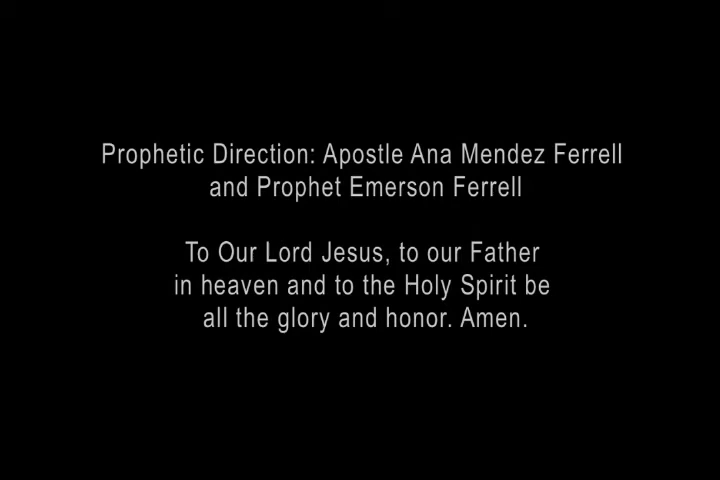 Prophetic Direction: Apostle Ana Mendez Ferrell
and Prophet Emerson Ferrell
To Our Lord Jesus, to our Father
in heaven and to the Holy Spirit be
all the glory and honor. Amen.